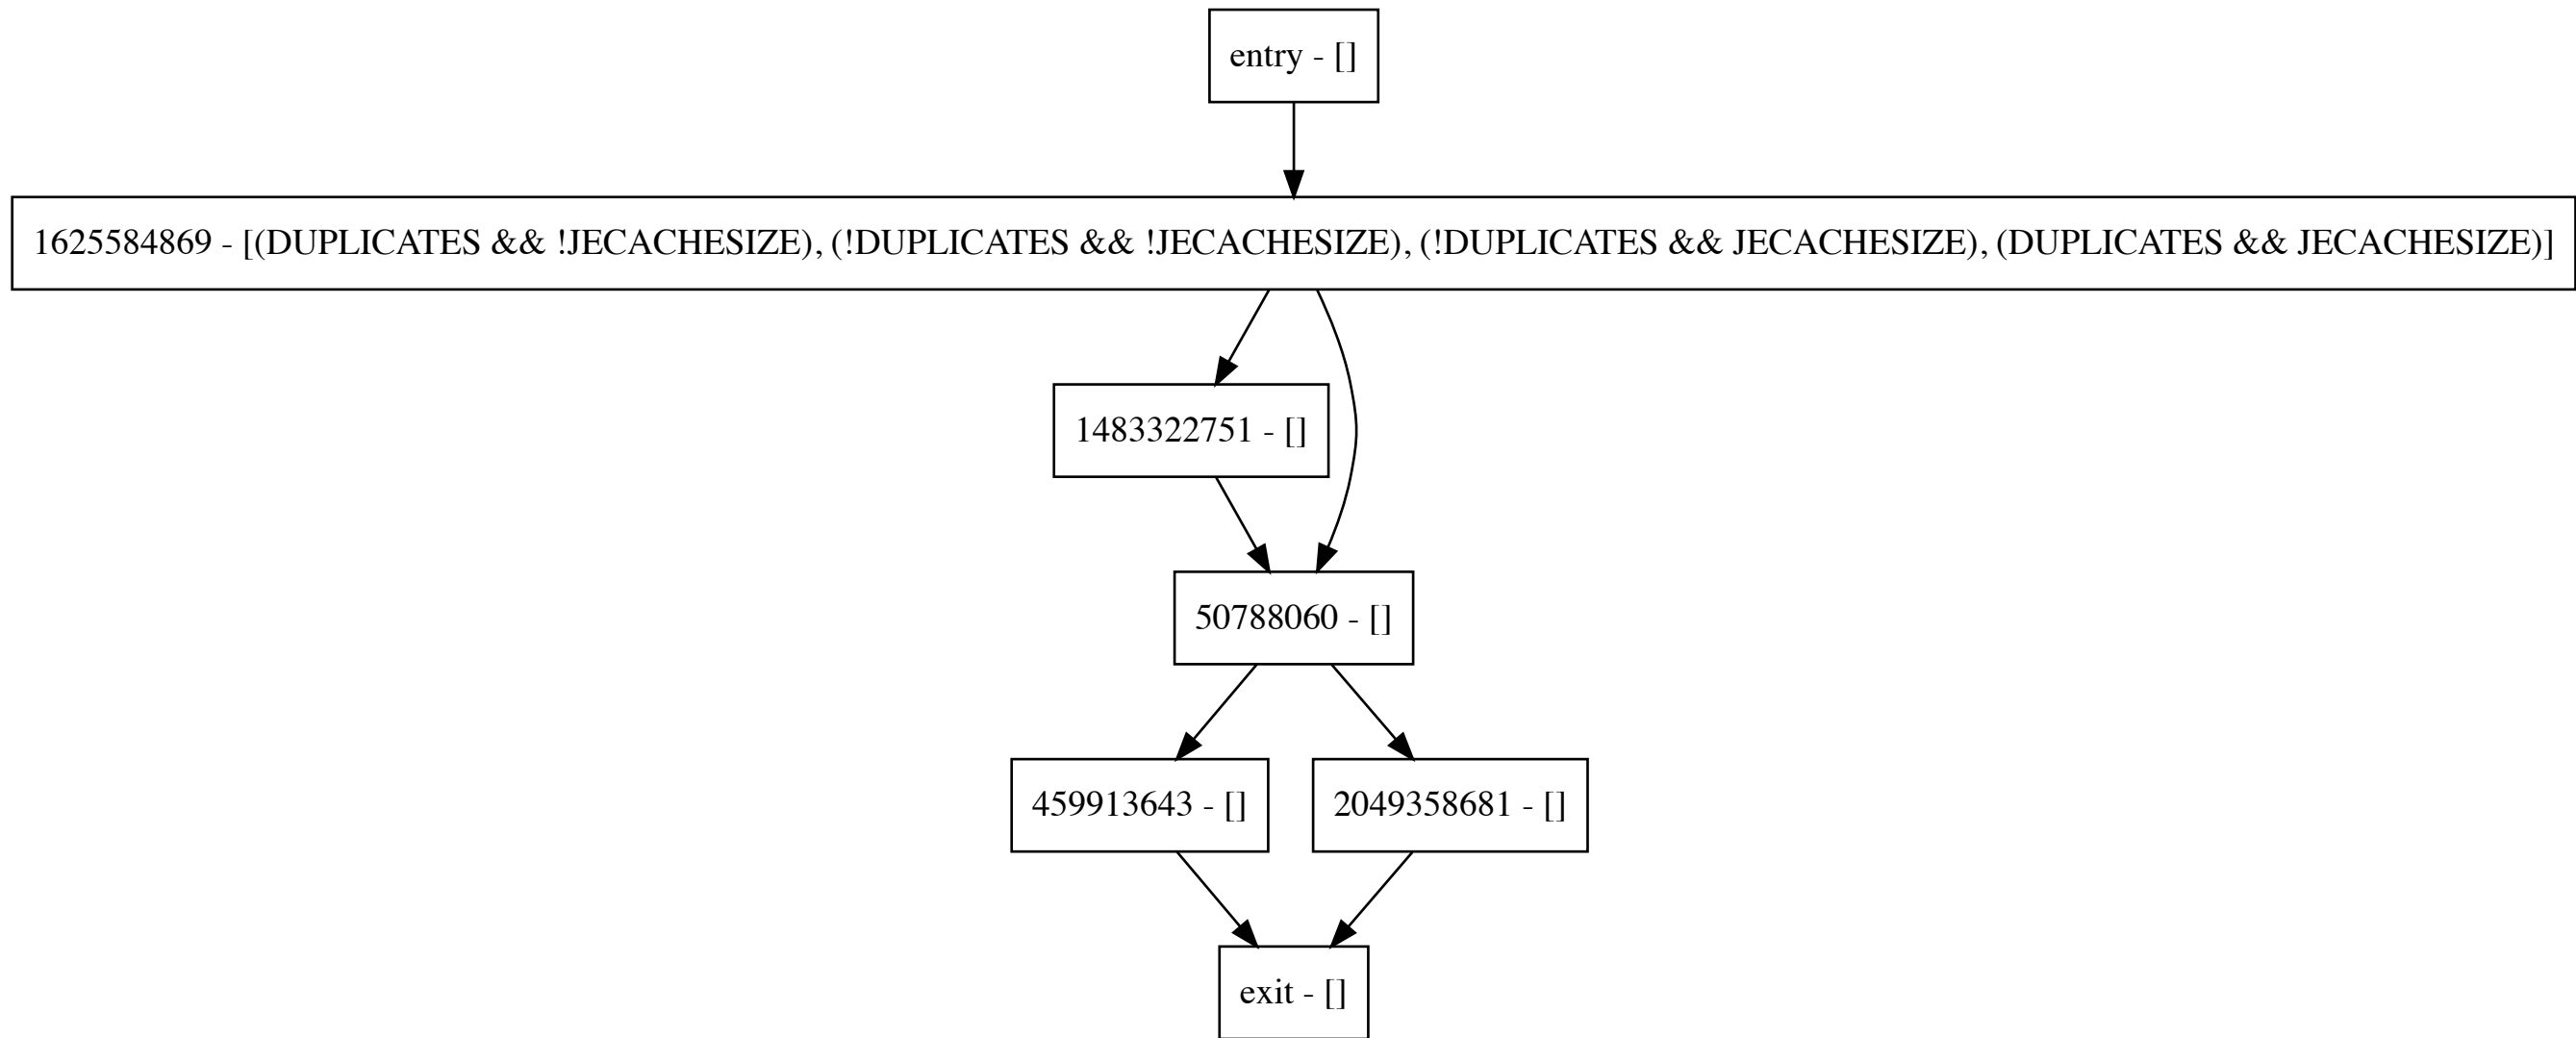 entry - []
1625584869 - [(DUPLICATES && !JECACHESIZE), (!DUPLICATES && !JECACHESIZE), (!DUPLICATES && JECACHESIZE), (DUPLICATES && JECACHESIZE)]
1483322751 - []
50788060 - []
459913643 - []
2049358681 - []
exit - []